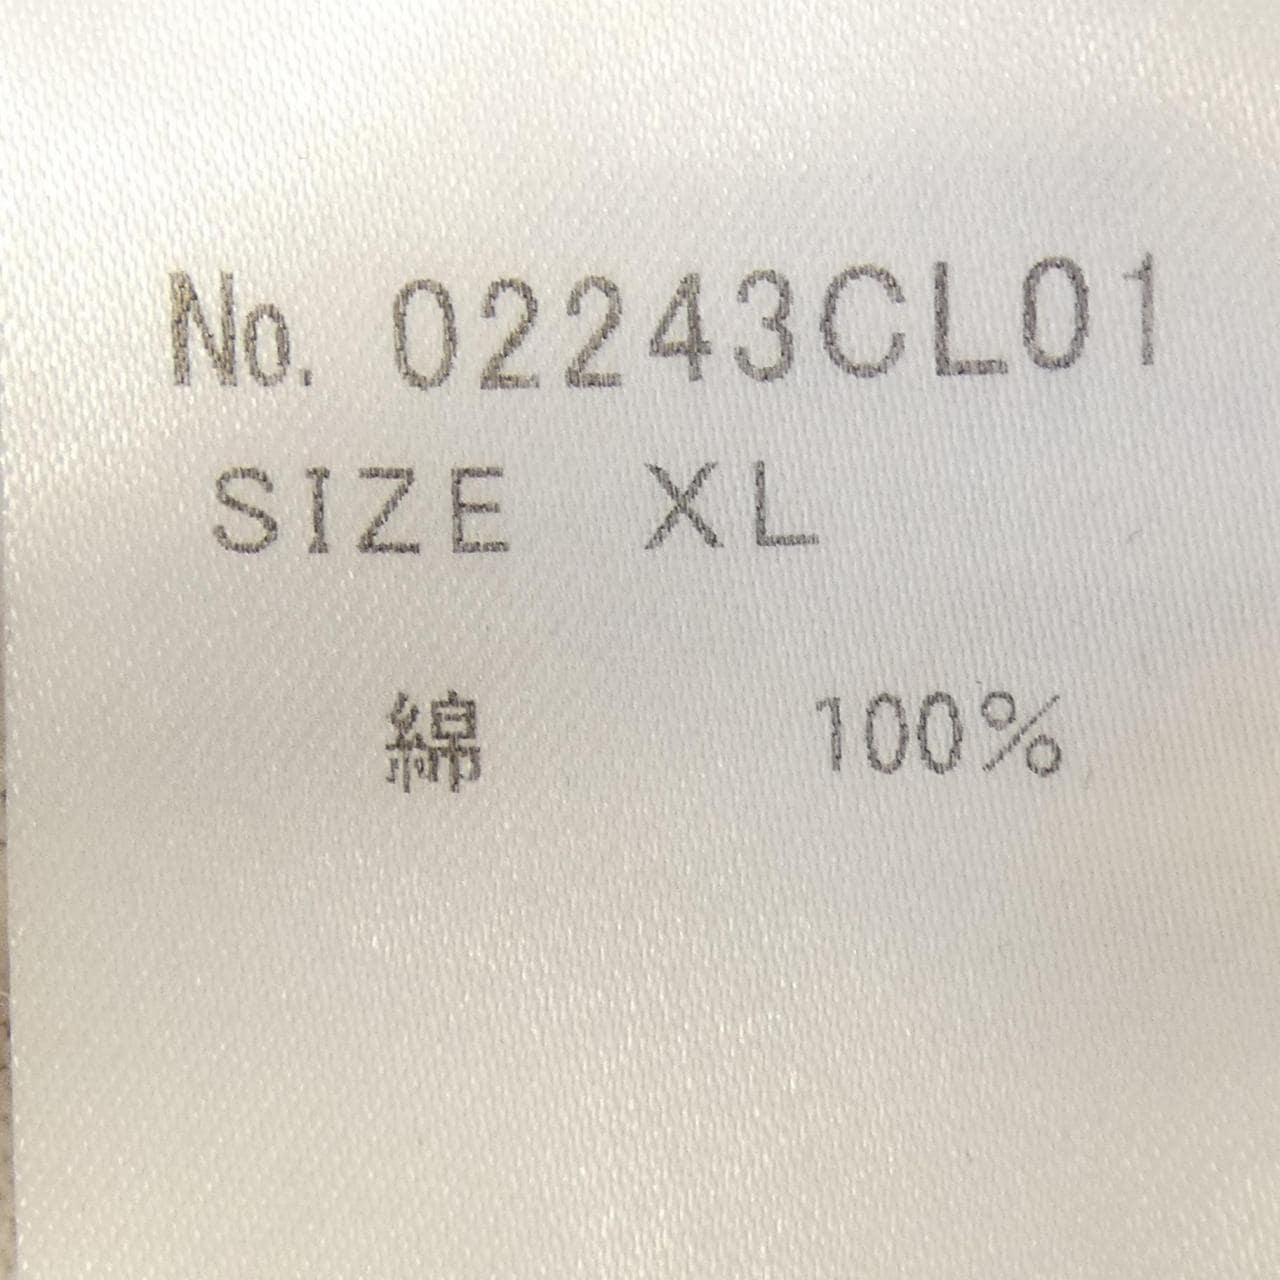 No. 02243CL01
SIZE XL
綿 100%